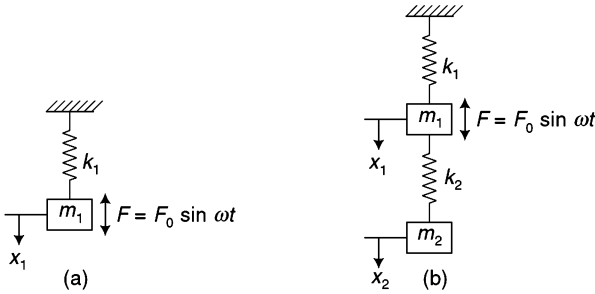 k₁
m₁
F = F₀ sin ωt
x₁
(a)
k₁
m₁
F = F₀ sin ωt
x₁
k₂
m₂
x₂
(b)